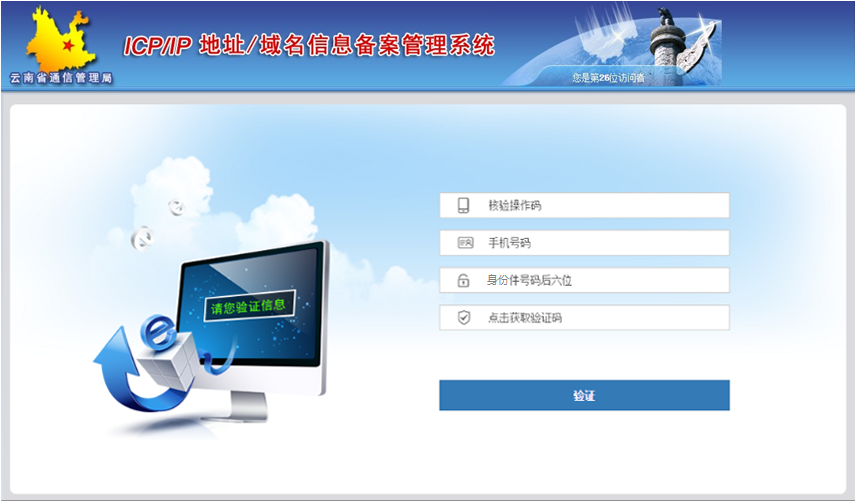 云南省通信管理局
ICP/IP 地址/域名信息备案管理系统
您是第26位访问者
核验操作码
手机号码
身份件号码后六位
点击获取验证码
请您验证信息
验证